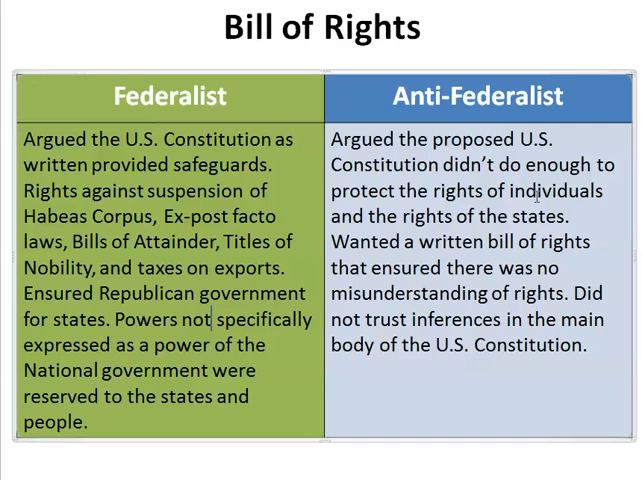 Bill of Rights
Federalist
Argued the U.S. Constitution as
written provided safeguards.
Rights against suspension of
Habeas Corpus, Ex-post facto
laws, Bills of Attainder, Titles of
Nobility, and taxes on exports.
Ensured Republican government
for states. Powers not specifically
expressed as a power of the
National government were
reserved to the states and
people.
Anti-Federalist
Argued the proposed U.S.
Constitution didn't do enough to
protect the rights of individuals
and the rights of the states.
Wanted a written bill of rights
that ensured there was no
misunderstanding of rights. Did
not trust inferences in the main
body of the U.S. Constitution.